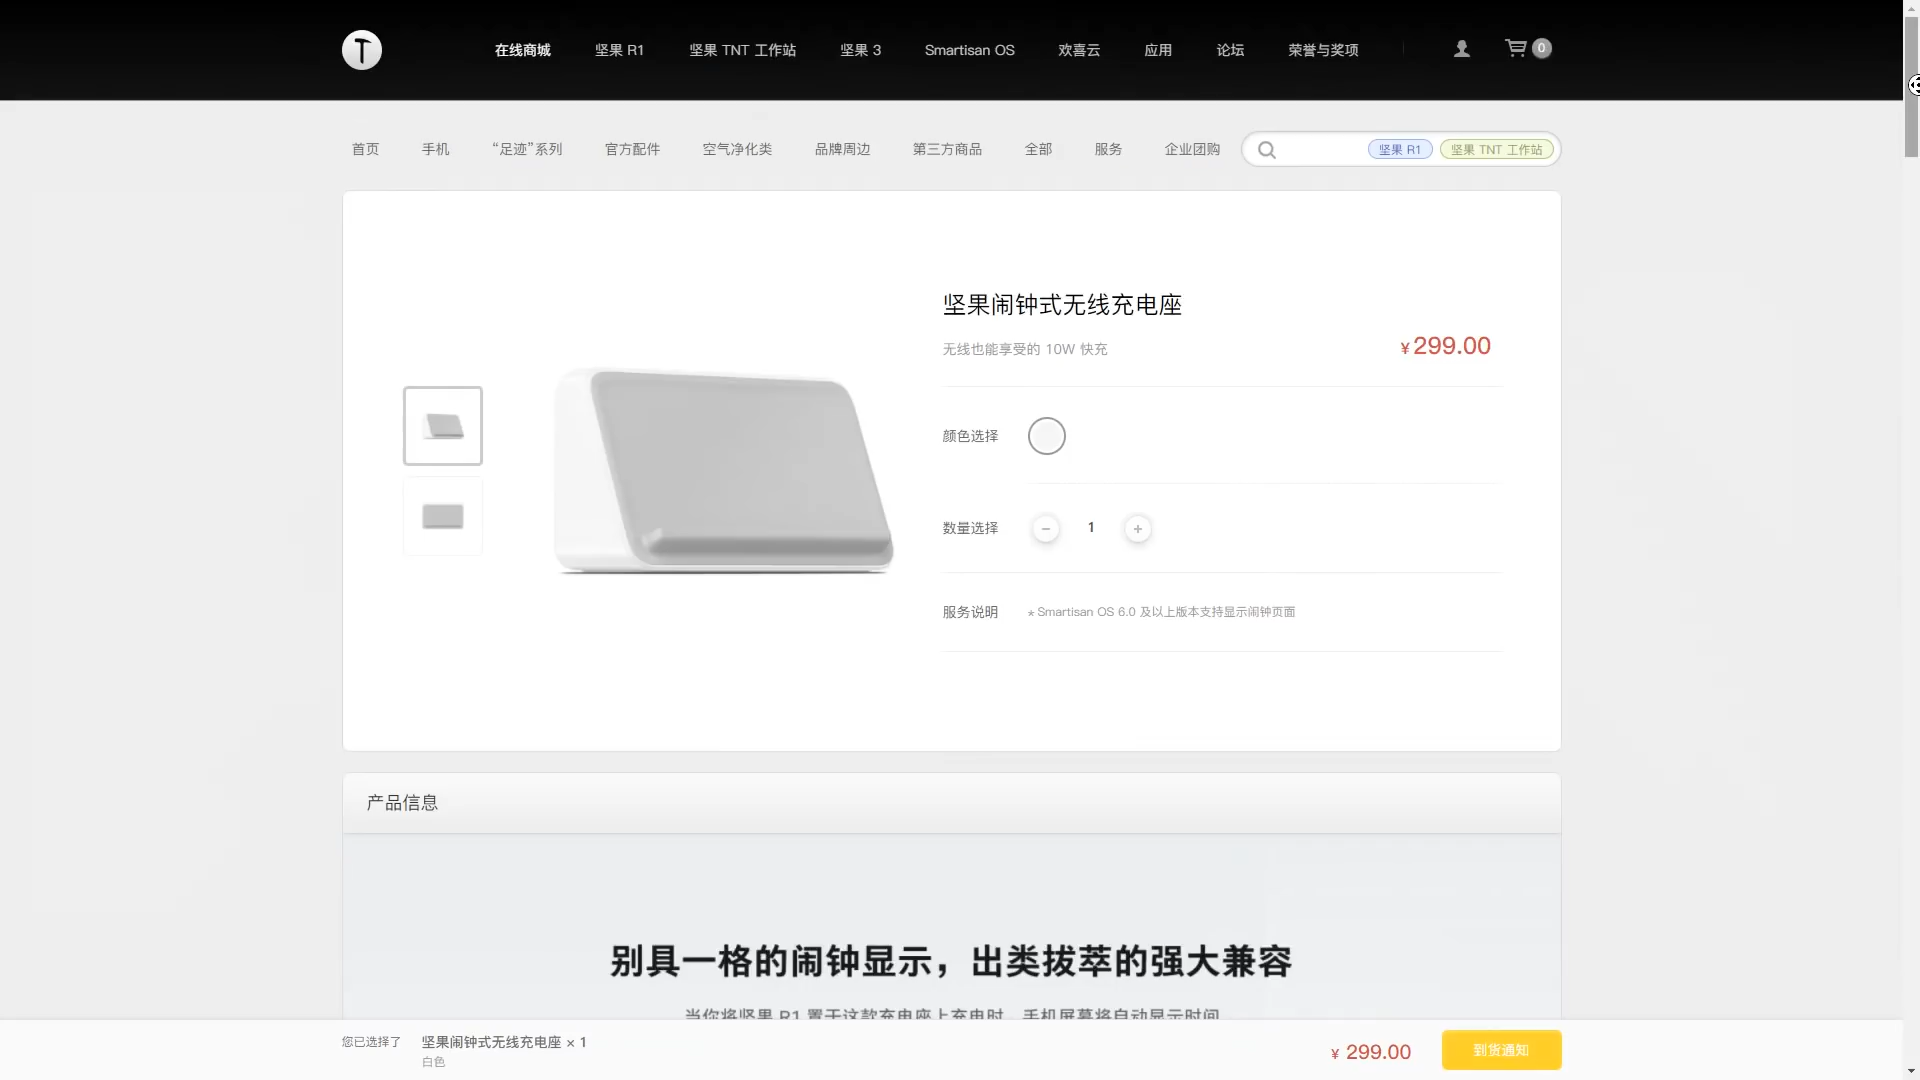 在线商城 坚果 R1 坚果 TNT 工作站 坚果 3 Smartisan OS 欢喜云 应用 论坛 荣誉与奖项 0
首页 手机 “足迹”系列 官方配件 空气净化类 品牌周边 第三方商品 全部 服务 企业团购 坚果 R1 坚果 TNT 工作站
坚果闹钟式无线充电座
无线也能享受的 10W 快充 ¥299.00
颜色选择
数量选择 − 1 +
服务说明 * Smartisan OS 6.0 及以上版本支持显示闹钟页面
产品信息
别具一格的闹钟显示，出类拔萃的强大兼容
当你将坚果 R1 置于这款充电座上充电时，手机屏幕将自动显示时间
您已选择了 坚果闹钟式无线充电座 × 1 ¥ 299.00 到货通知
白色